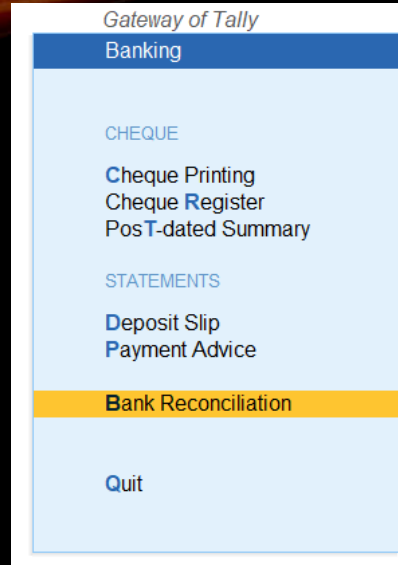 Gateway of Tally
Banking
CHEQUE
Cheque Printing
Cheque Register
PosT-dated Summary
STATEMENTS
Deposit Slip
Payment Advice
Bank Reconciliation
Quit